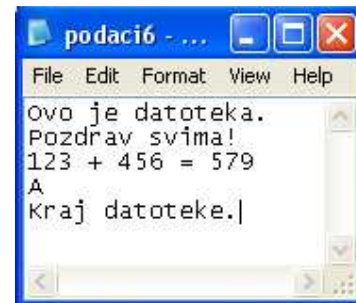 podaci6 - ...
File Edit Format View Help
Ovo je datoteka.
Pozdrav svima!
123 + 456 = 579
A
Kraj datoteke.